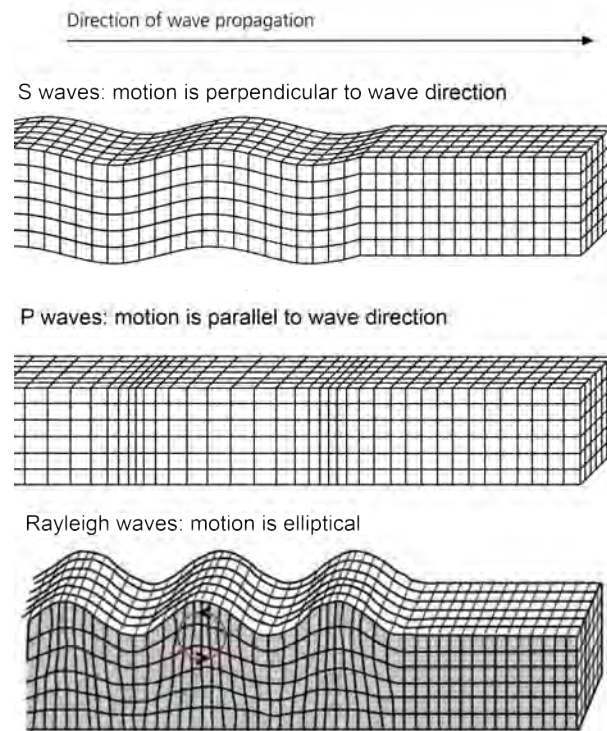 Direction of wave propagation
S waves: motion is perpendicular to wave direction
P waves: motion is parallel to wave direction
Rayleigh waves: motion is elliptical